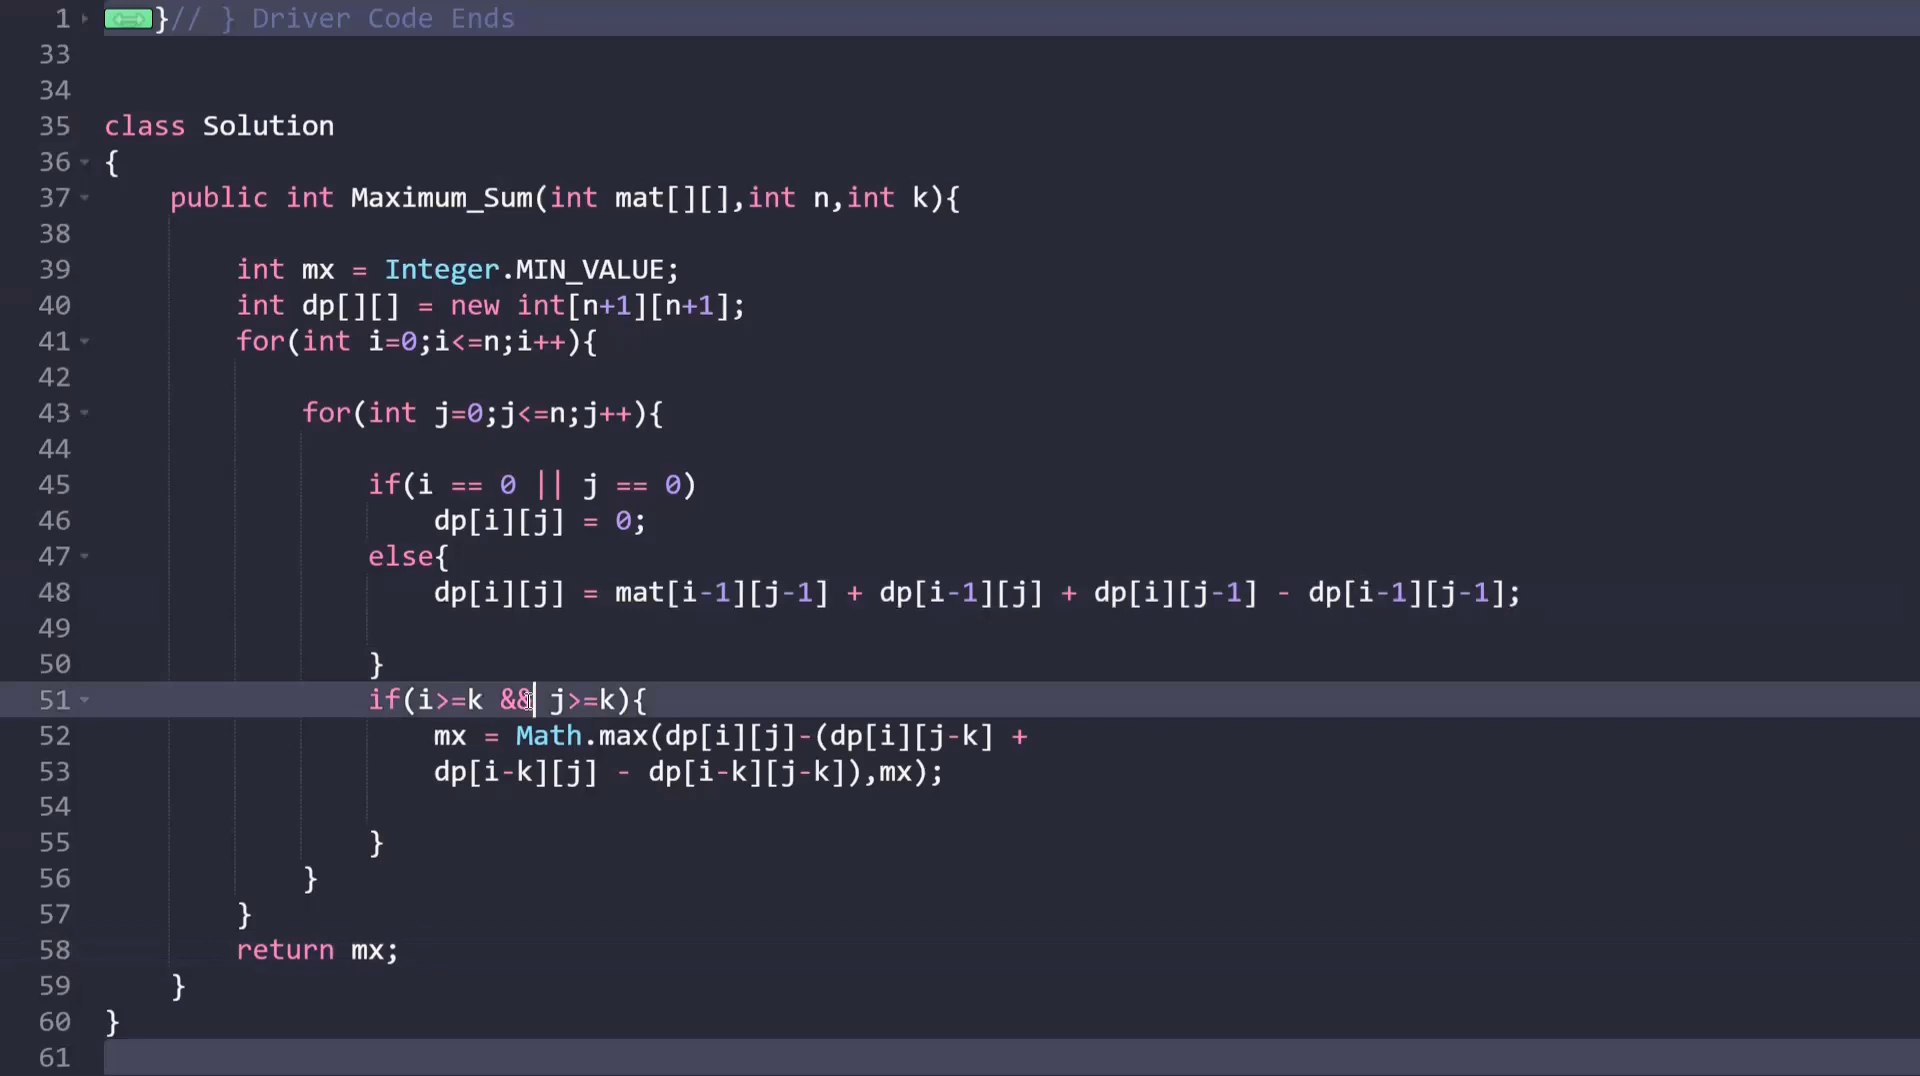 1 }// } Driver Code Ends
33
34
35 class Solution
36 {
37 public int Maximum_Sum(int mat[][],int n,int k){
38
39 int mx = Integer.MIN_VALUE;
40 int dp[][] = new int[n+1][n+1];
41 for(int i=0;i<=n;i++){
42
43 for(int j=0;j<=n;j++){
44
45 if(i == 0 || j == 0)
46 dp[i][j] = 0;
47 else{
48 dp[i][j] = mat[i-1][j-1] + dp[i-1][j] + dp[i][j-1] - dp[i-1][j-1];
49
50 }
51 if(i>=k && j>=k){
52 mx = Math.max(dp[i][j]-(dp[i][j-k] +
53 dp[i-k][j] - dp[i-k][j-k]),mx);
54
55 }
56 }
57 }
58 return mx;
59 }
60 }
61